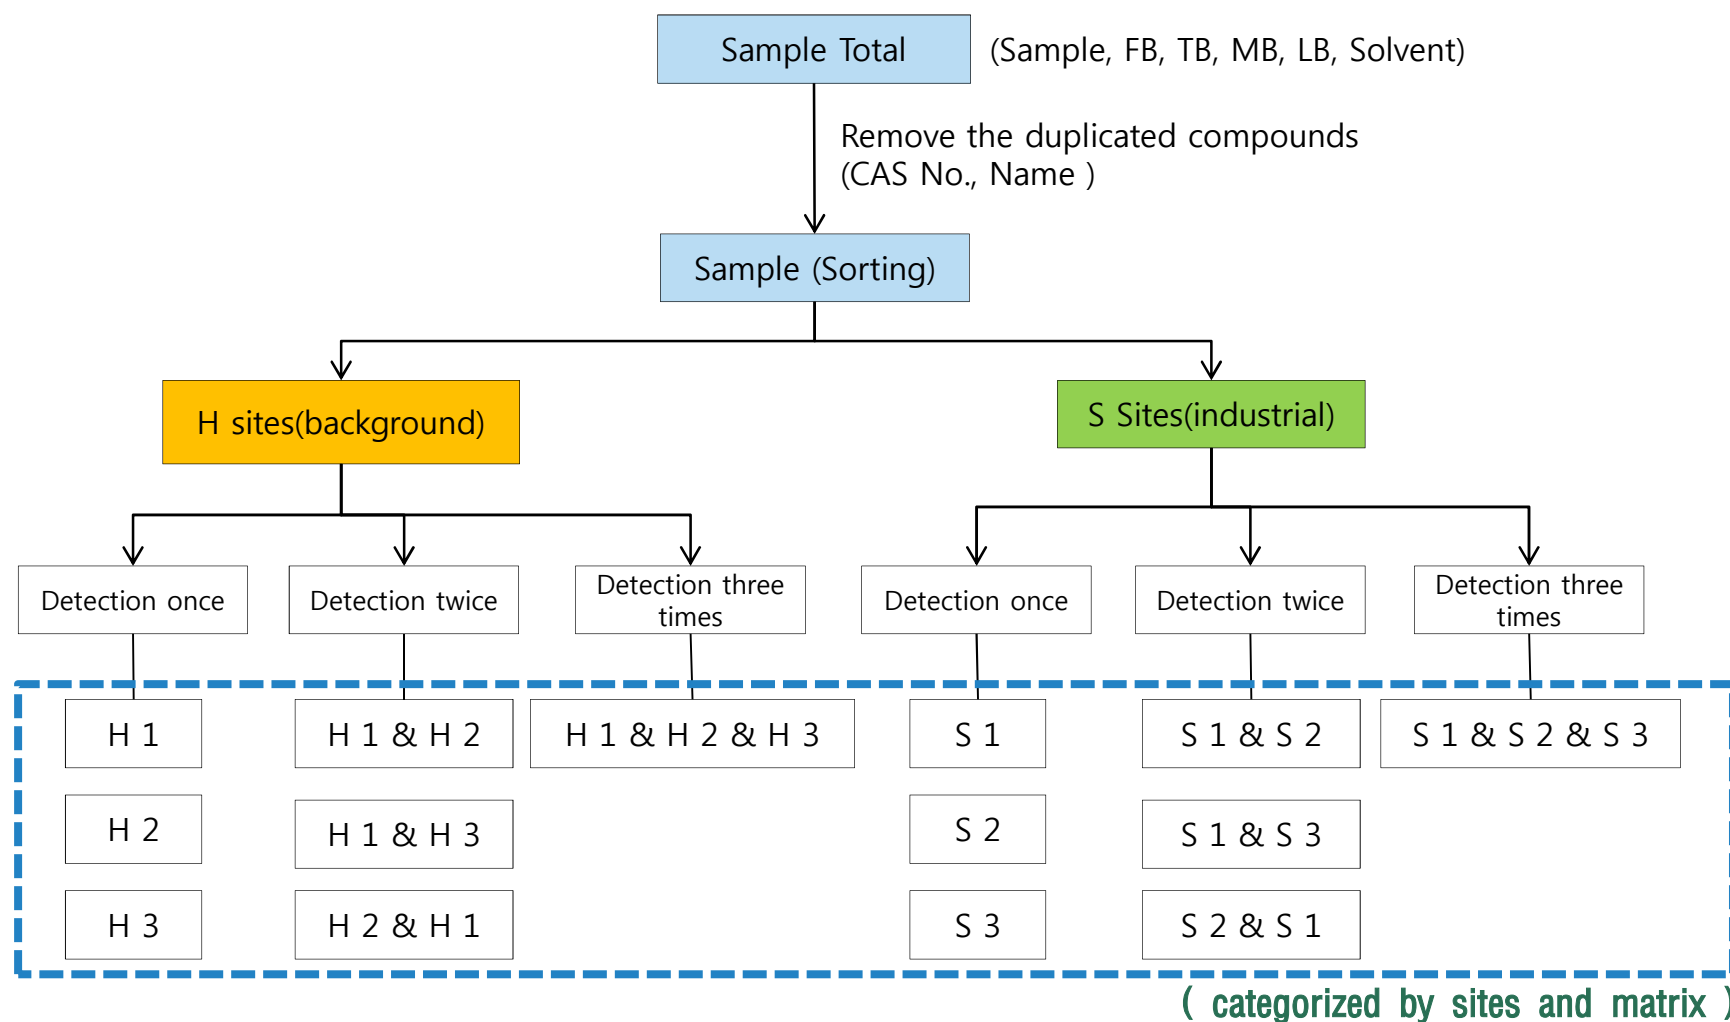 Sample Total
(Sample, FB, TB, MB, LB, Solvent)
Remove the duplicated compounds
(CAS No., Name )
Sample (Sorting)
H sites(background)
S Sites(industrial)
Detection once
Detection twice
Detection three
times
Detection once
Detection twice
Detection three
times
H 1
H 1 & H 2
H 1 & H 2 & H 3
S 1
S 1 & S 2
S 1 & S 2 & S 3
H 2
H 1 & H 3
S 2
S 1 & S 3
H 3
H 2 & H 1
S 3
S 2 & S 1
( categorized by sites and matrix )